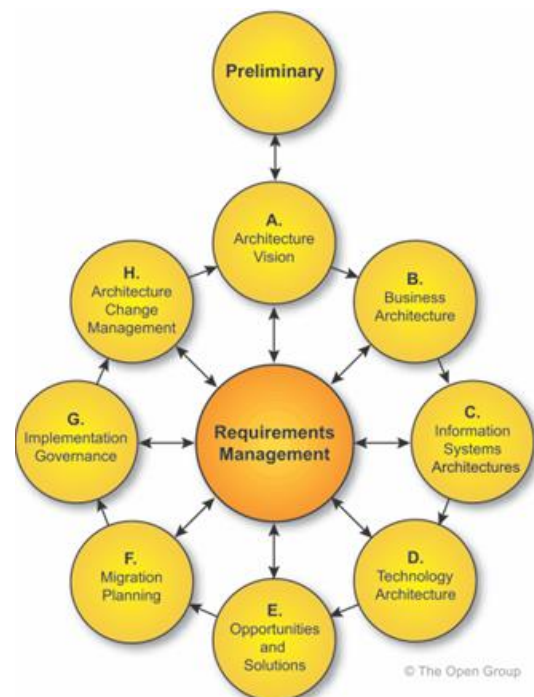 Preliminary
A.
Architecture
Vision
B.
Business
Architecture
C.
Information
Systems
Architectures
D.
Technology
Architecture
E.
Opportunities
and
Solutions
F.
Migration
Planning
G.
Implementation
Governance
H.
Architecture
Change
Management
Requirements
Management
© The Open Group